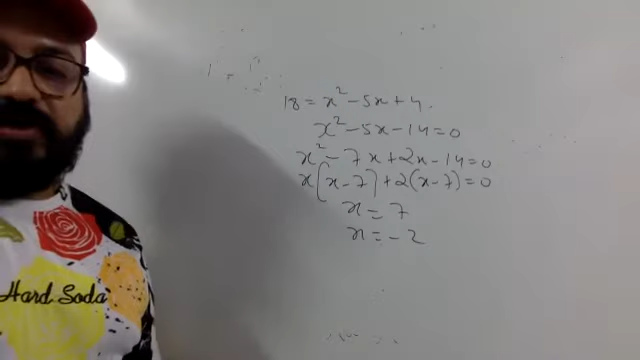 18 = x² - 5x + 4.
x² - 5x - 14 = 0
x² - 7x + 2x - 14 = 0
x(x - 7) + 2(x - 7) = 0
x = 7
x = - 2
Hard Soda